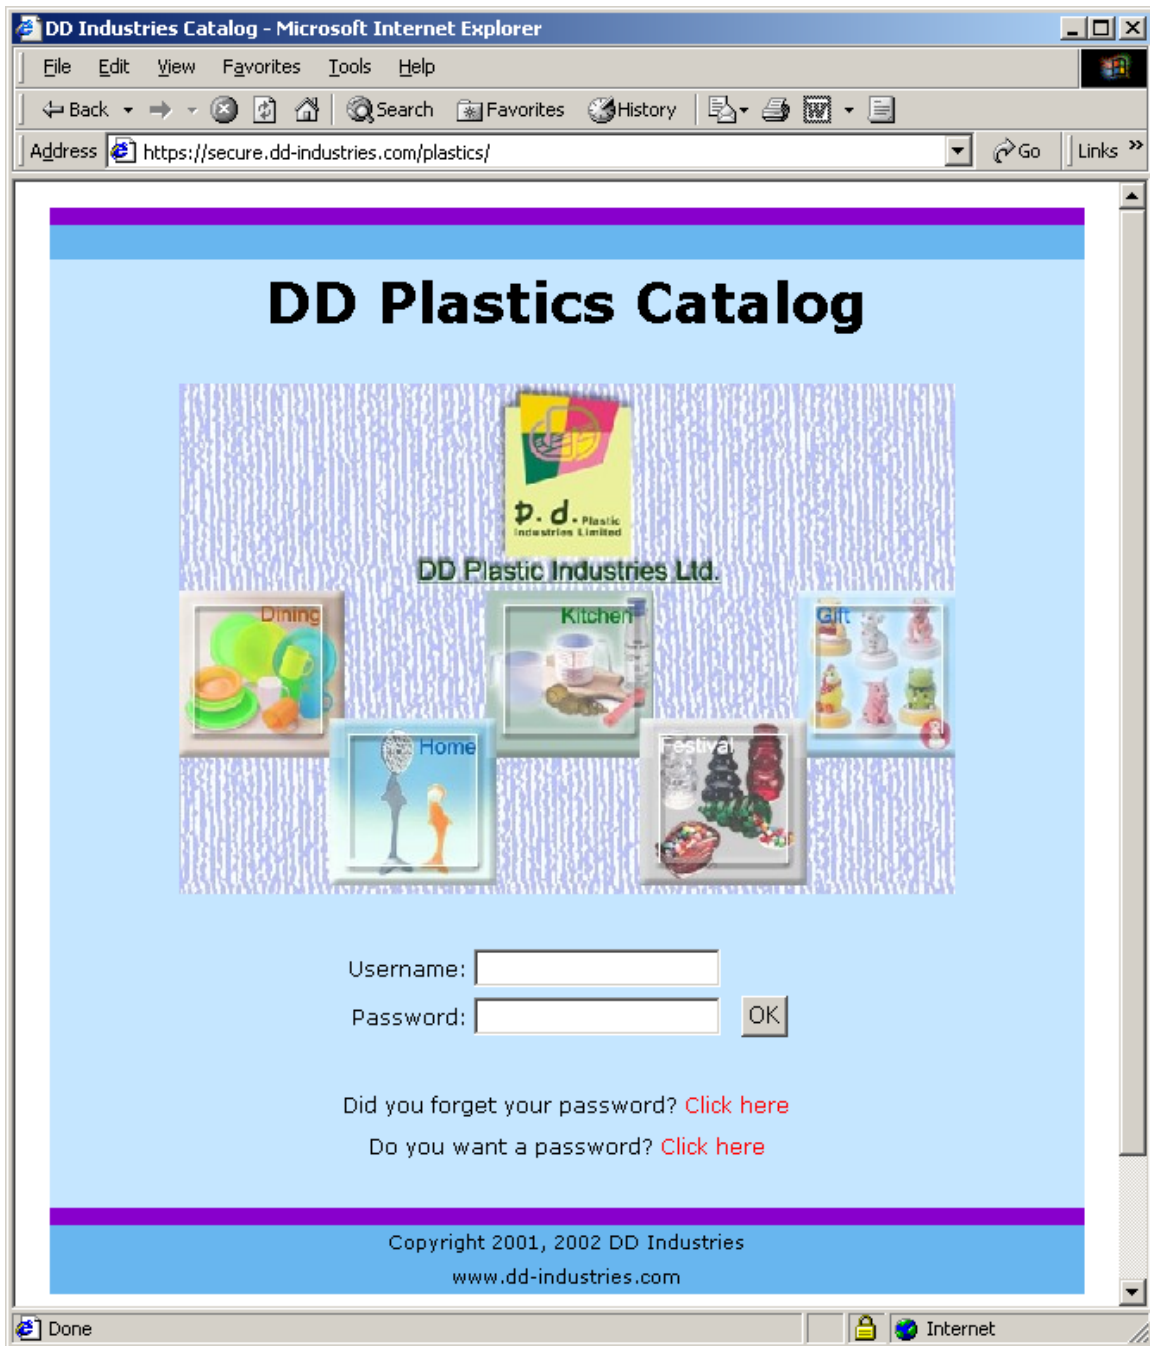 DD Industries Catalog - Microsoft Internet Explorer
File Edit View Favorites Tools Help
Back Search Favorites History
Address https://secure.dd-industries.com/plastics/ Go Links »
DD Plastics Catalog
D. d. Plastic
Industries Limited
DD Plastic Industries Ltd.
Dining Kitchen Gift
Home Festival
Username:
Password: OK
Did you forget your password? Click here
Do you want a password? Click here
Copyright 2001, 2002 DD Industries
www.dd-industries.com
Done Internet